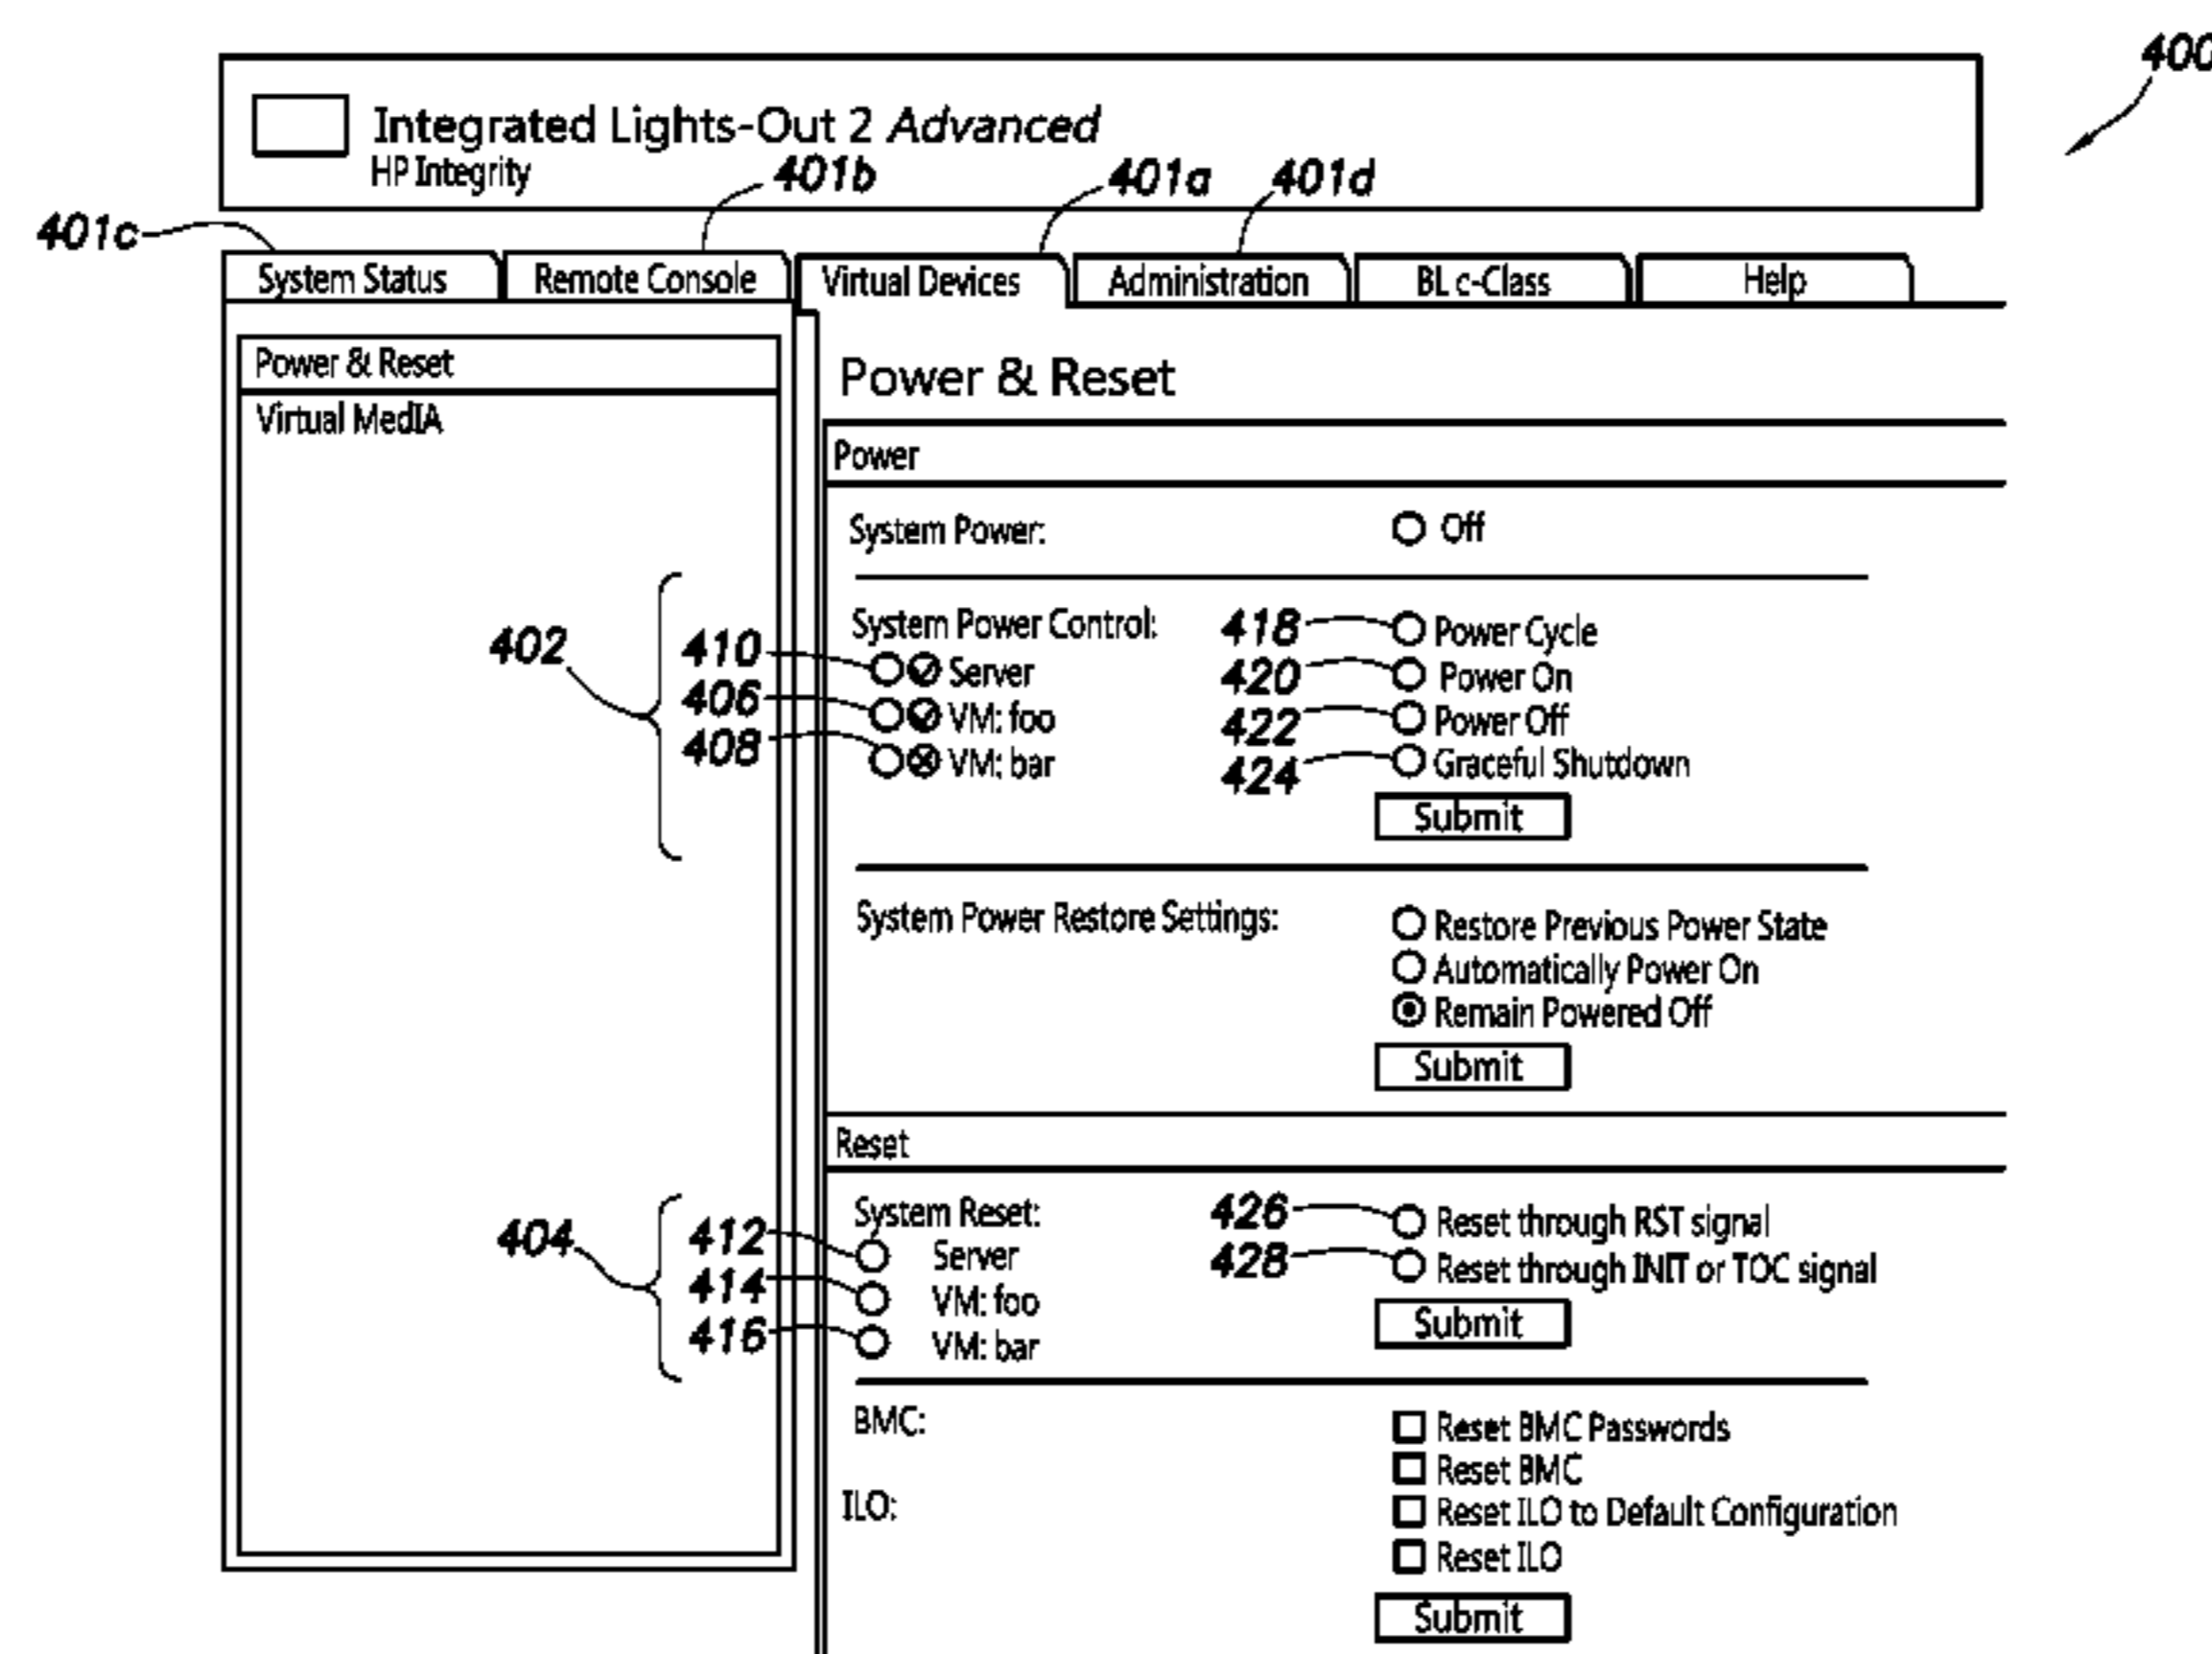 400
Integrated Lights-Out 2 Advanced
HP Integrity
401b
401a
401d
401c
System Status
Remote Console
Virtual Devices
Administration
BL c-Class
Help
Power & Reset
Virtual MedIA
Power & Reset
Power
System Power:
Off
402
System Power Control:
410
Server
406
VM: foo
408
VM: bar
418
Power Cycle
420
Power On
422
Power Off
424
Graceful Shutdown
Submit
System Power Restore Settings:
Restore Previous Power State
Automatically Power On
Remain Powered Off
Submit
Reset
404
System Reset:
412
Server
414
VM: foo
416
VM: bar
426
Reset through RST signal
428
Reset through INIT or TOC signal
Submit
BMC:
Reset BMC Passwords
Reset BMC
ILO:
Reset ILO to Default Configuration
Reset ILO
Submit